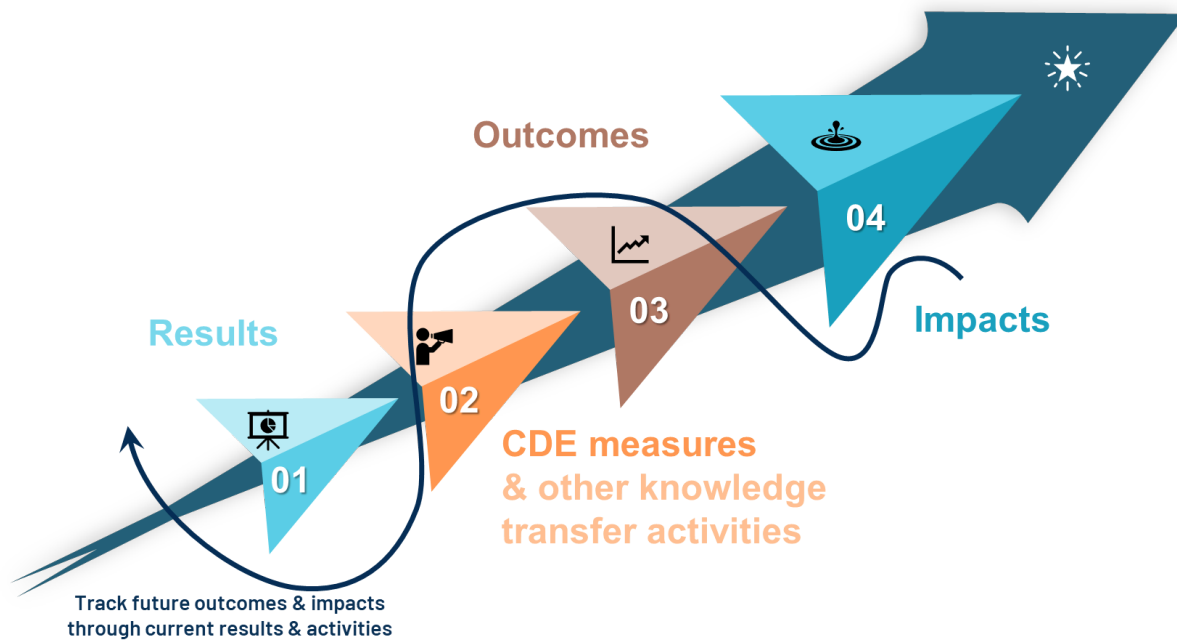 Results
01
02
CDE measures
& other knowledge
transfer activities
Outcomes
03
04
Impacts
Track future outcomes & impacts
through current results & activities